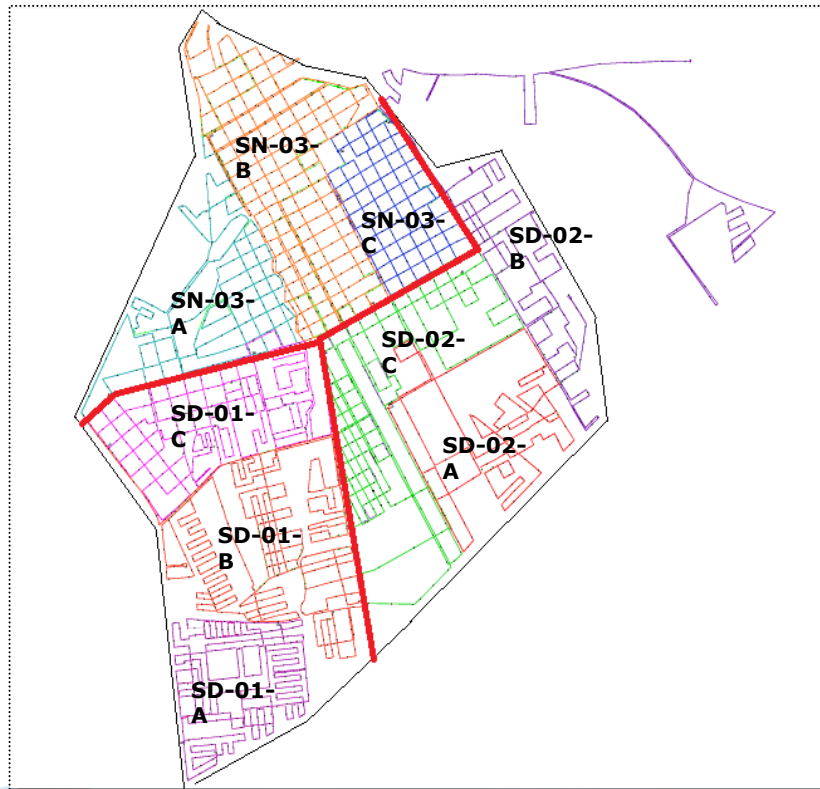 SN-03-
B
SN-03-
C
SD-02-
B
SN-03-
A
SD-02-
C
SD-01-
C
SD-02-
A
SD-01-
B
SD-01-
A